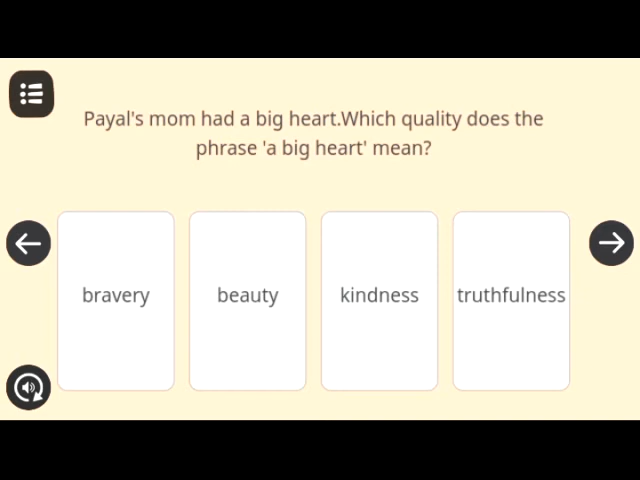 Payal's mom had a big heart.Which quality does the
phrase 'a big heart' mean?
bravery
beauty
kindness
truthfulness